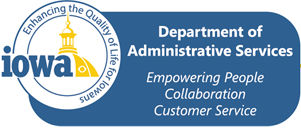 Enhancing the Quality of Life for Iowans
iowa
Department of
Administrative Services
Empowering People
Collaboration
Customer Service